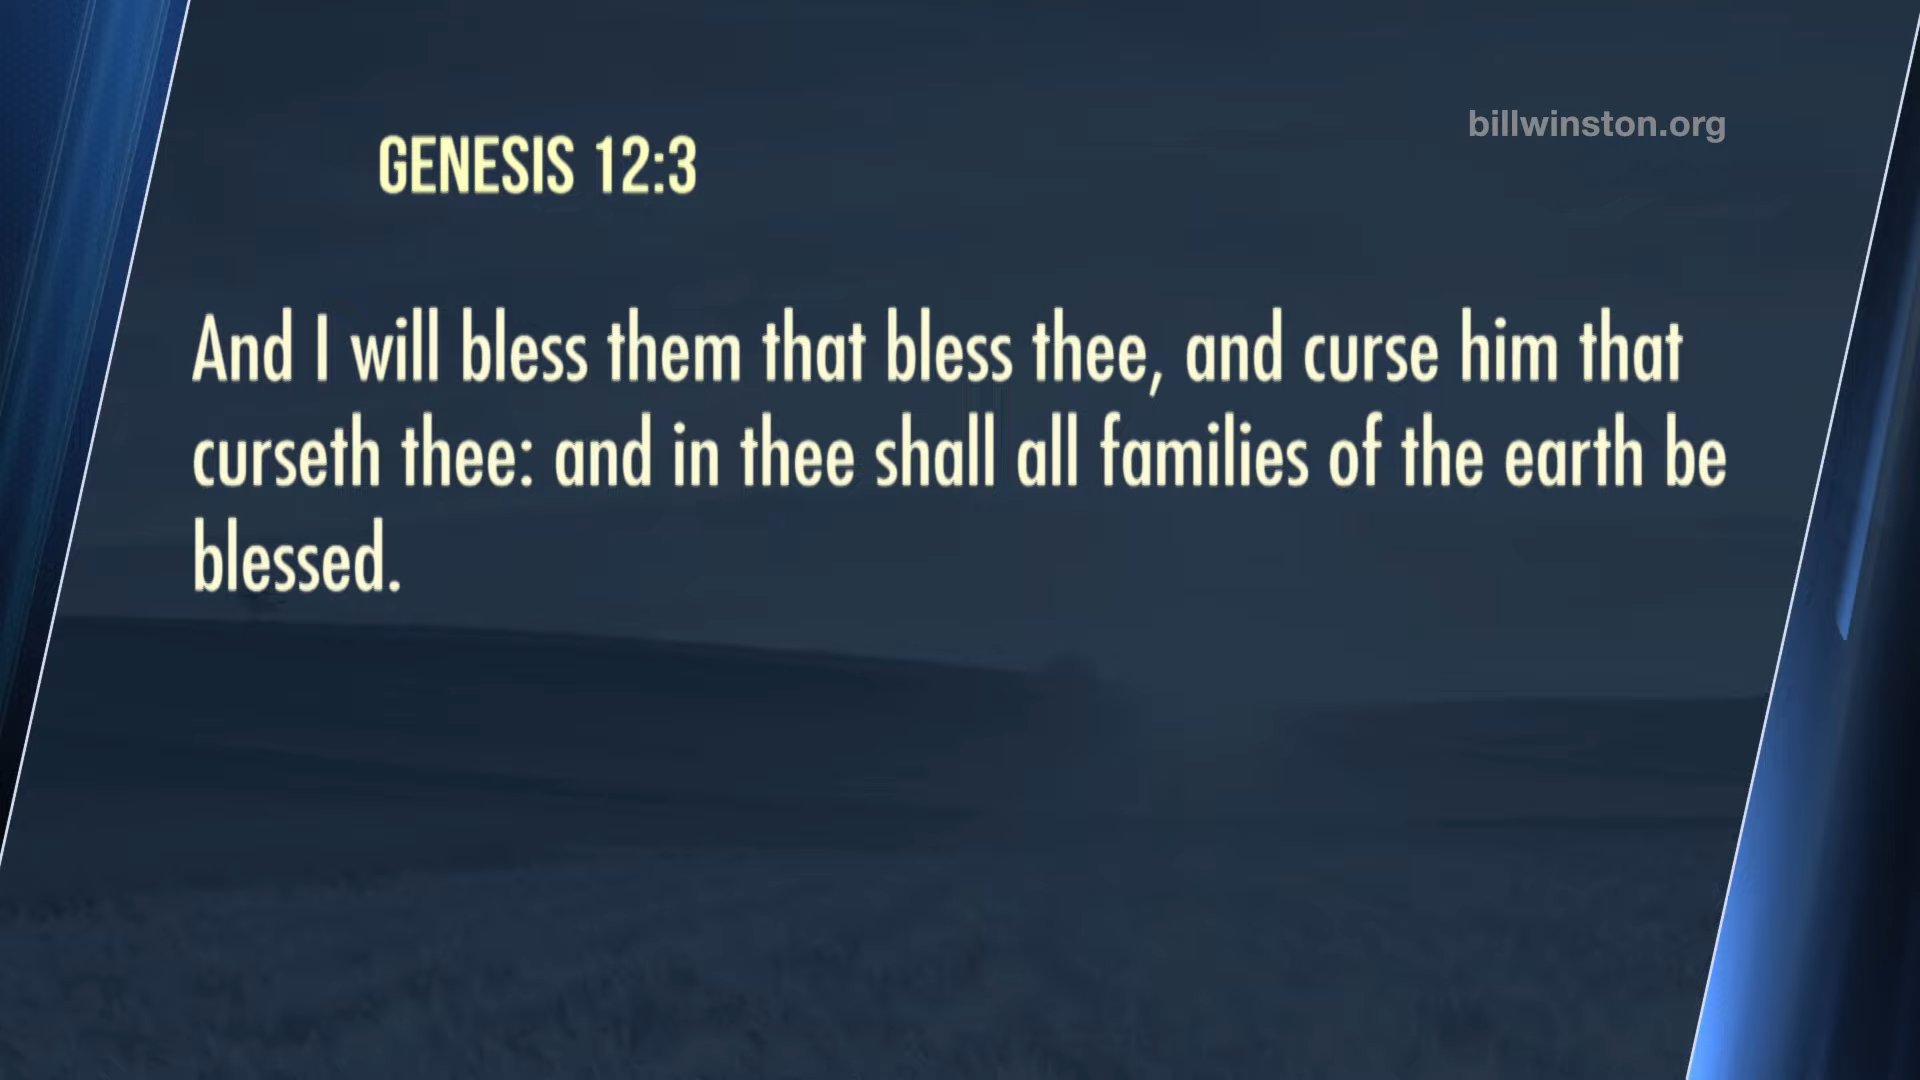 billwinston.org
GENESIS 12:3
And I will bless them that bless thee, and curse him that
curseth thee: and in thee shall all families of the earth be
blessed.